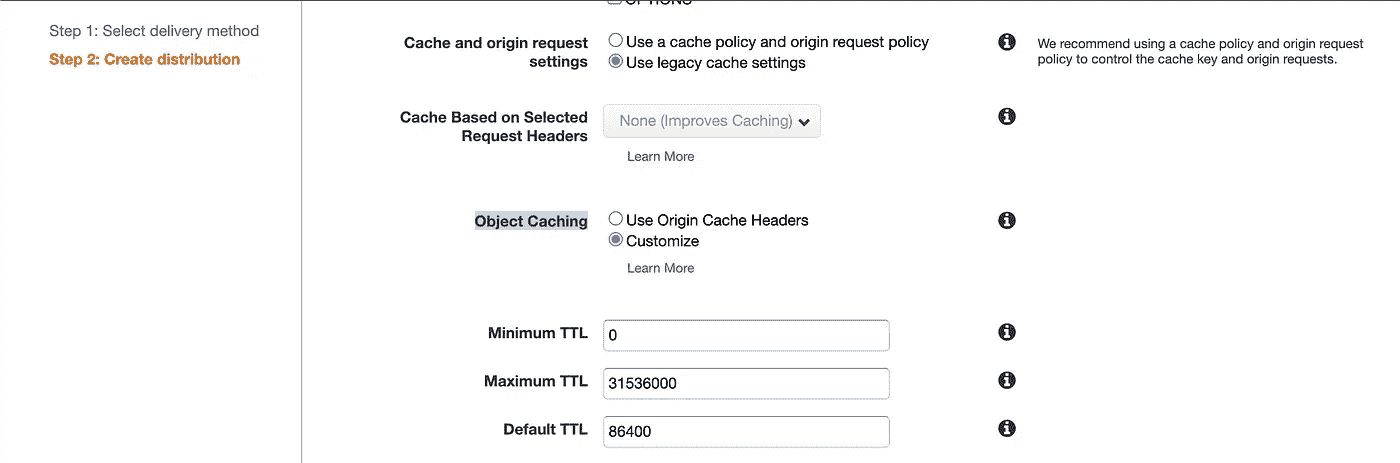 OPTIONS
Step 1: Select delivery method
Step 2: Create distribution
Cache and origin request settings
Use a cache policy and origin request policy
Use legacy cache settings
We recommend using a cache policy and origin request
policy to control the cache key and origin requests.
Cache Based on Selected
Request Headers
None (Improves Caching)
Learn More
Object Caching
Use Origin Cache Headers
Customize
Learn More
Minimum TTL
0
Maximum TTL
31536000
Default TTL
86400